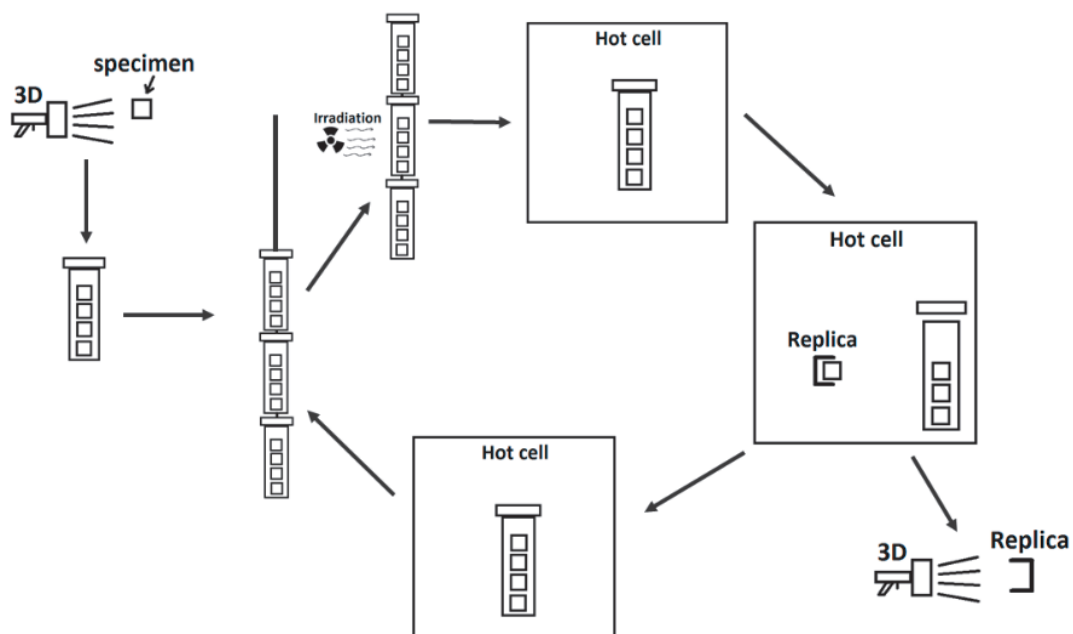 specimen
3D
Irradiation
Hot cell
Hot cell
Replica
Hot cell
3D
Replica